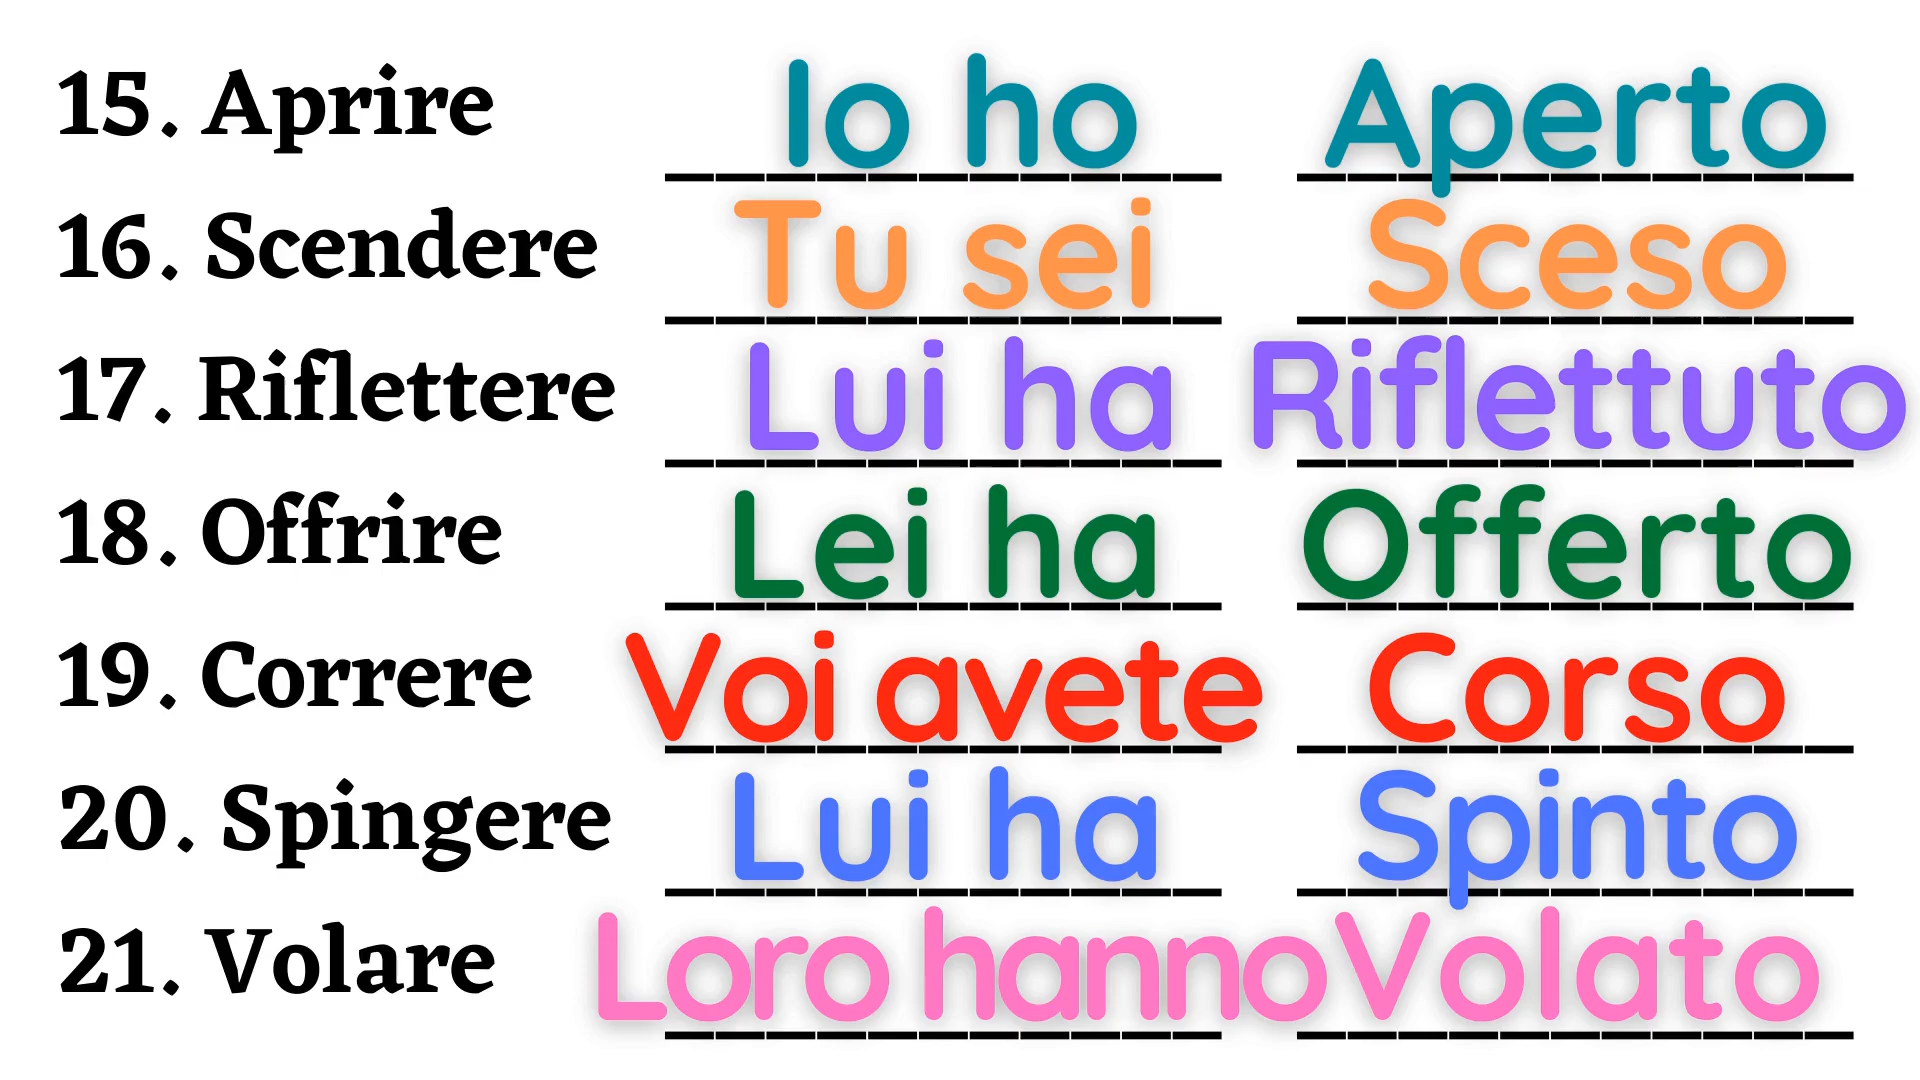 15. Aprire Io ho Aperto
16. Scendere Tu sei Sceso
17. Riflettere Lui ha Riflettuto
18. Offrire Lei ha Offerto
19. Correre Voi avete Corso
20. Spingere Lui ha Spinto
21. Volare Loro hanno Volato